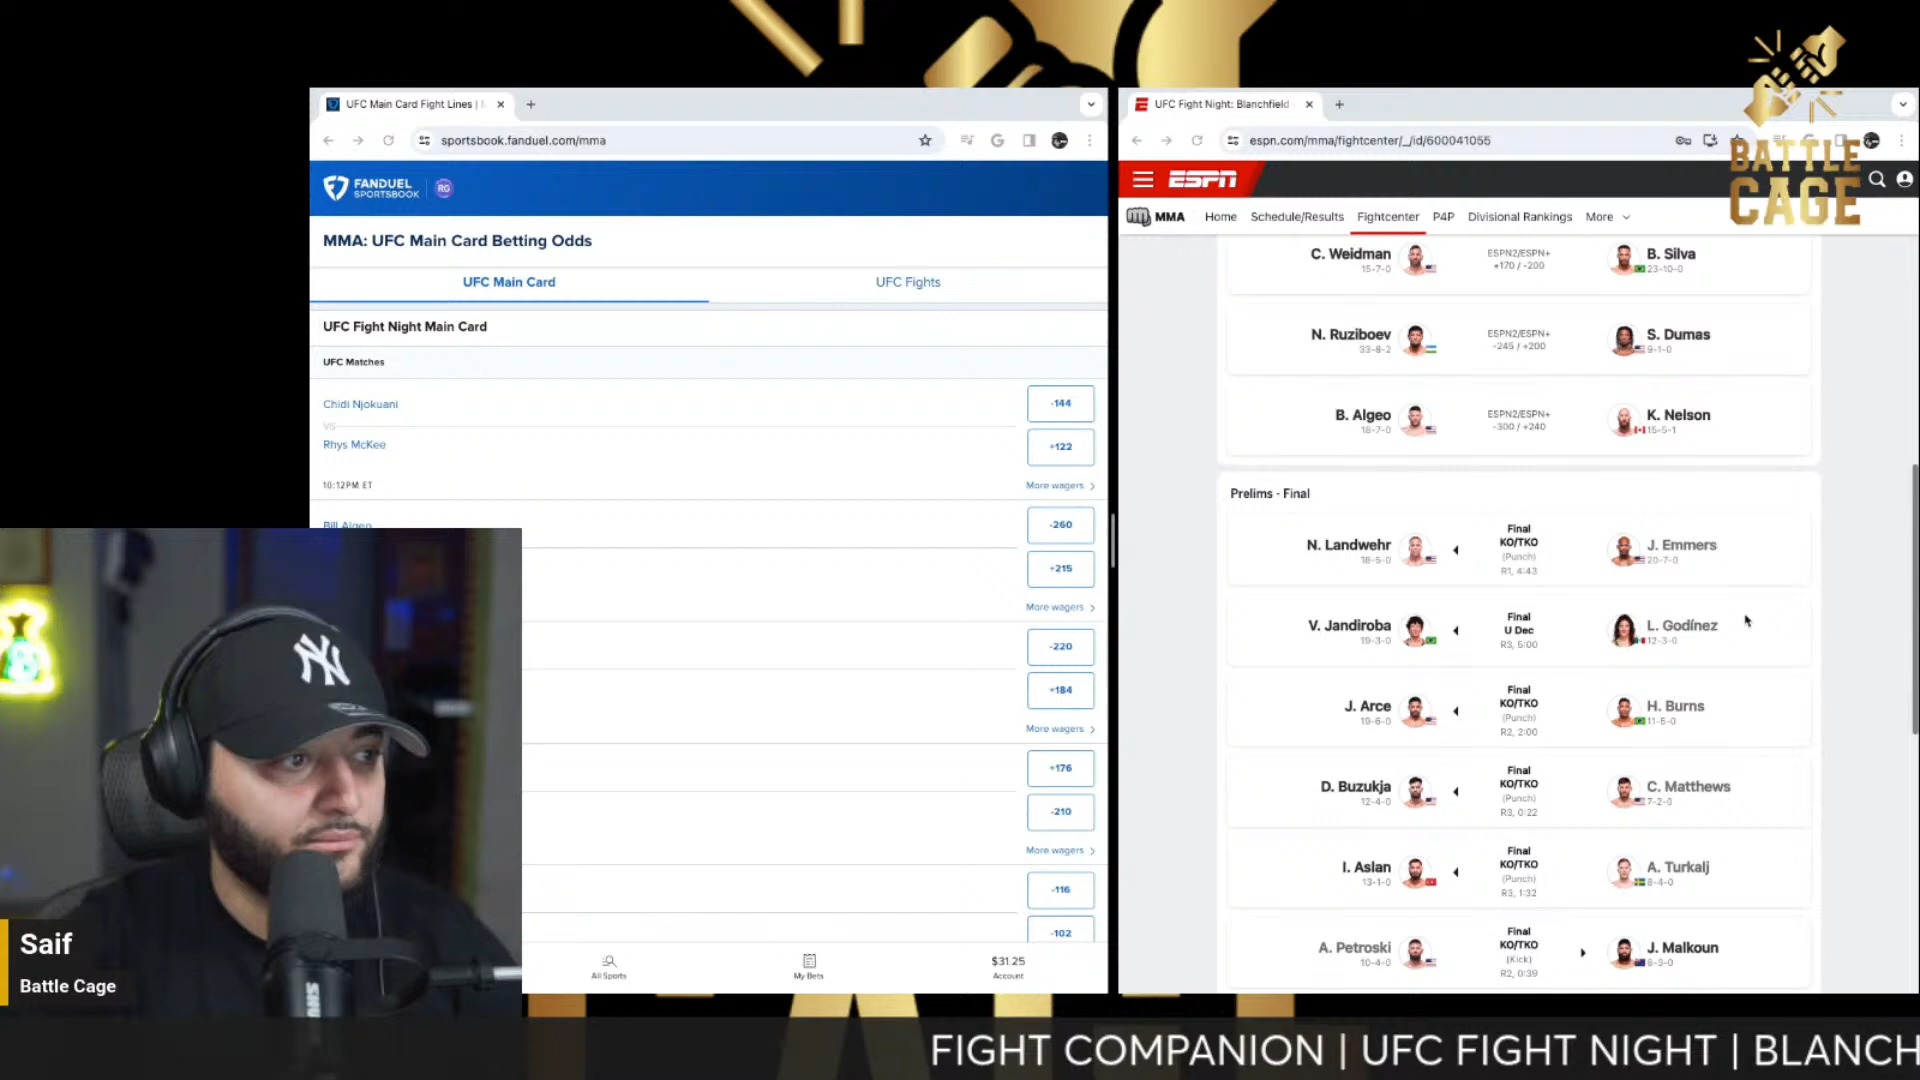 UFC Main Card Fight Lines |
sportsbook.fanduel.com/mma
FANDUEL
SPORTSBOOK
RG
MMA: UFC Main Card Betting Odds
UFC Main Card
UFC Fights
UFC Fight Night Main Card
UFC Matches
Chidi Njokuani
-144
VS
Rhys McKee
+122
10:12PM ET
More wagers >
Bill Algeo
-260
+215
More wagers >
-220
+184
More wagers >
+176
-210
More wagers >
-116
-102
All Sports
My Bets
$31.25
Account
UFC Fight Night: Blanchfield
espn.com/mma/fightcenter/_/id/600041055
ESPN
MMA
Home
Schedule/Results
Fightcenter
P4P
Divisional Rankings
More
BATTLE
CAGE
C. Weidman
15-7-0
ESPN2/ESPN+
+170 / -200
B. Silva
23-10-0
N. Ruziboev
33-8-2
ESPN2/ESPN+
-245 / +200
S. Dumas
9-1-0
B. Algeo
18-7-0
ESPN2/ESPN+
-300 / +240
K. Nelson
15-5-1
Prelims - Final
N. Landwehr
18-5-0
Final
KO/TKO
(Punch)
R1, 4:43
J. Emmers
20-7-0
V. Jandiroba
19-3-0
Final
U Dec
R3, 5:00
L. Godínez
12-3-0
J. Arce
19-6-0
Final
KO/TKO
(Punch)
R2, 2:00
H. Burns
11-5-0
D. Buzukja
12-4-0
Final
KO/TKO
(Punch)
R3, 0:22
C. Matthews
7-2-0
I. Aslan
13-1-0
Final
KO/TKO
(Punch)
R3, 1:32
A. Turkalj
8-4-0
A. Petroski
10-4-0
Final
KO/TKO
(Kick)
R2, 0:39
J. Malkoun
8-3-0
NY
Saif
Battle Cage
FIGHT COMPANION | UFC FIGHT NIGHT | BLANCH